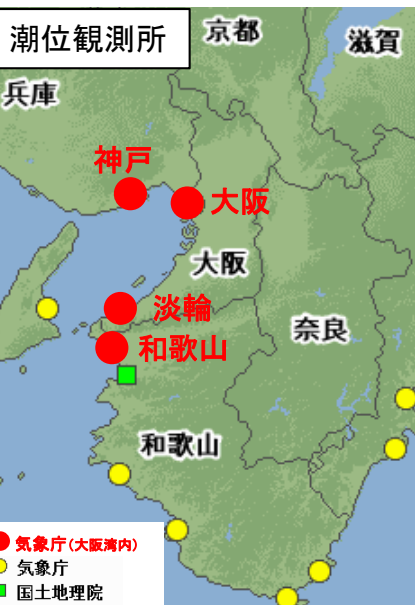 潮位観測所
京都
滋賀
兵庫
神戸
大阪
大阪
淡輪
奈良
和歌山
和歌山
気象庁(大阪湾内)
気象庁
国土地理院